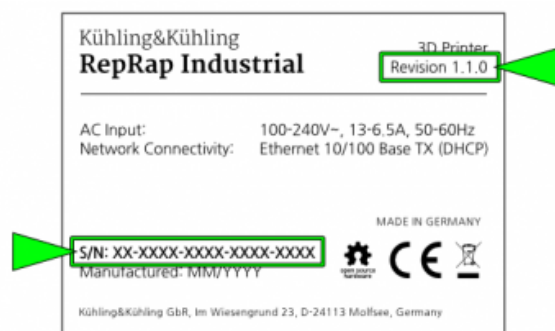 Kühling&Kühling
RepRap Industrial
3D Printer
Revision 1.1.0
AC Input: 100-240V~, 13-6.5A, 50-60Hz
Network Connectivity: Ethernet 10/100 Base TX (DHCP)
MADE IN GERMANY
S/N: XX-XXXX-XXXX-XXXX-XXXX
Manufactured: MM/YYYY
open source
hardware
CE
Kühling&Kühling GbR, Im Wiesengrund 23, D-24113 Molfsee, Germany